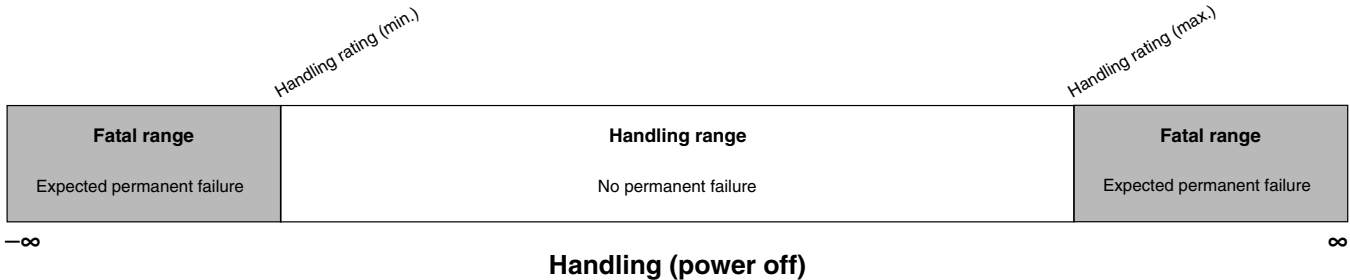 Handling rating (min.)
Handling rating (max.)
Fatal range
Handling range
Fatal range
Expected permanent failure
No permanent failure
Expected permanent failure
–∞
∞
Handling (power off)